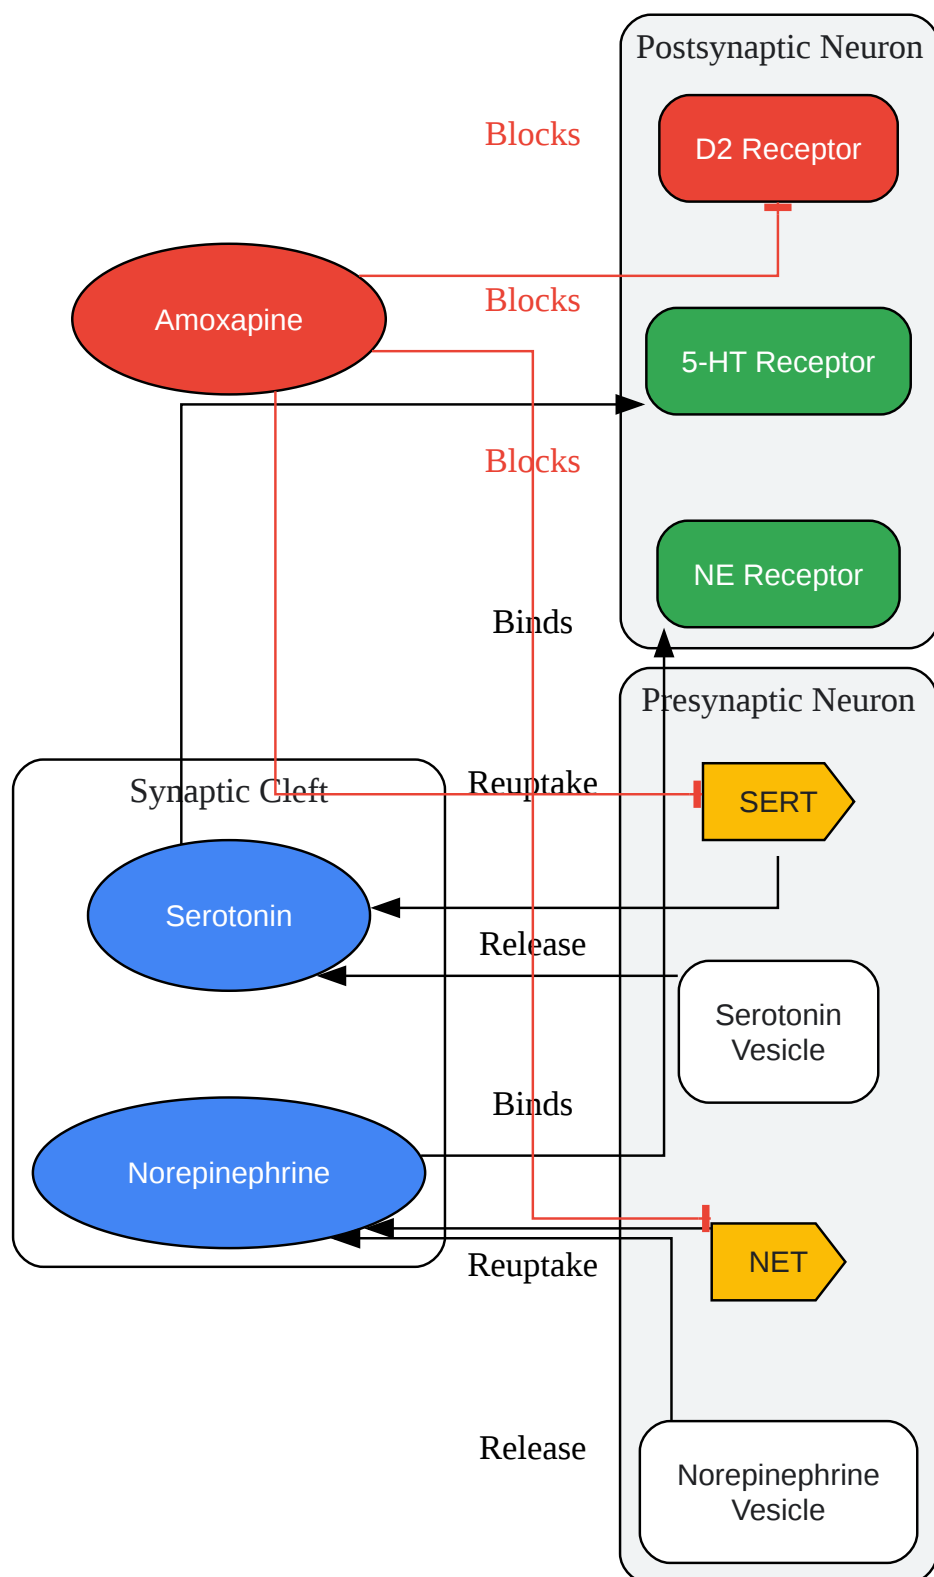 Postsynaptic Neuron
Blocks
D2 Receptor
Amoxapine
Blocks
5-HT Receptor
Blocks
NE Receptor
Binds
Presynaptic Neuron
Synaptic Cleft
Reuptake
SERT
Serotonin
Release
Serotonin
Vesicle
Binds
Norepinephrine
Reuptake
NET
Release
Norepinephrine
Vesicle